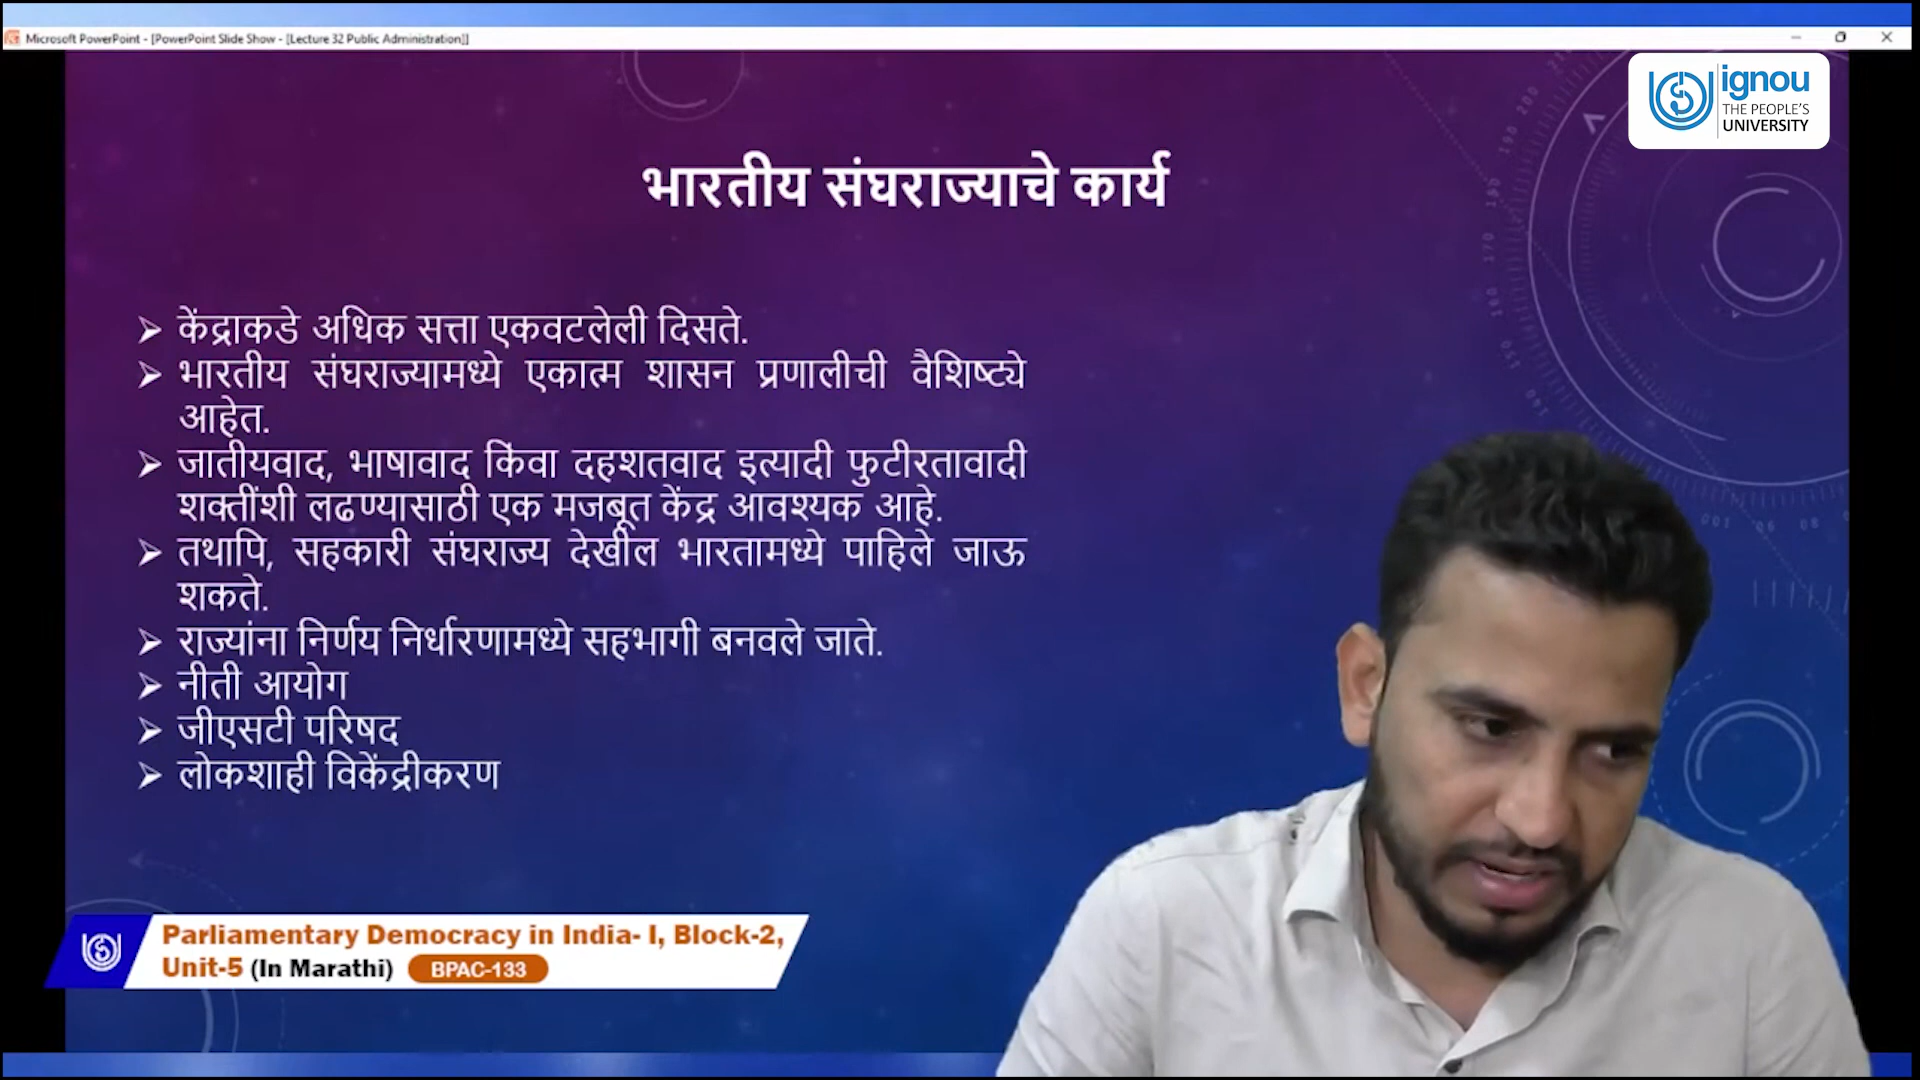 Microsoft PowerPoint - [PowerPoint Slide Show - [Lecture 32 Public Administration]]
ignou
THE PEOPLE'S
UNIVERSITY
भारतीय संघराज्याचे कार्य
केंद्राकडे अधिक सत्ता एकवटलेली दिसते.
भारतीय संघराज्यामध्ये एकात्म शासन प्रणालीची वैशिष्ट्ये
आहेत.
जातीयवाद, भाषावाद किंवा दहशतवाद इत्यादी फुटीरतावादी
शक्तींशी लढण्यासाठी एक मजबूत केंद्र आवश्यक आहे.
तथापि, सहकारी संघराज्य देखील भारतामध्ये पाहिले जाऊ
शकते.
राज्यांना निर्णय निर्धारणामध्ये सहभागी बनवले जाते.
नीती आयोग
जीएसटी परिषद
लोकशाही विकेंद्रीकरण
Parliamentary Democracy in India- I, Block-2,
Unit-5 (In Marathi) BPAC-133